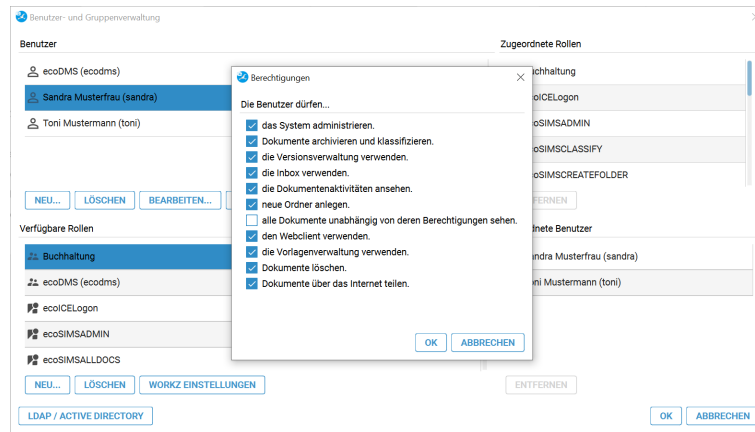 Benutzer- und Gruppenverwaltung
Benutzer
Zugeordnete Rollen
ecoDMS (ecodms)
Sandra Musterfrau (sandra)
Toni Mustermann (toni)
chhaltung
oICELogon
oSIMSADMIN
oSIMSCLASSIFY
oSIMSCREATEFOLDER
NEU...
LÖSCHEN
BEARBEITEN...
FERNEN
Berechtigungen
Die Benutzer dürfen...
das System administrieren.
Dokumente archivieren und klassifizieren.
die Versionsverwaltung verwenden.
die Inbox verwenden.
die Dokumentenaktivitäten ansehen.
neue Ordner anlegen.
alle Dokumente unabhängig von deren Berechtigungen sehen.
den Webclient verwenden.
die Vorlagenverwaltung verwenden.
Dokumente löschen.
Dokumente über das Internet teilen.
OK
ABBRECHEN
Verfügbare Rollen
dnete Benutzer
Buchhaltung
ecoDMS (ecodms)
ecoICELogon
ecoSIMSADMIN
ecoSIMSALLDOCS
ndra Musterfrau (sandra)
ni Mustermann (toni)
NEU...
LÖSCHEN
WORKZ EINSTELLUNGEN
ENTFERNEN
LDAP / ACTIVE DIRECTORY
OK
ABBRECHEN